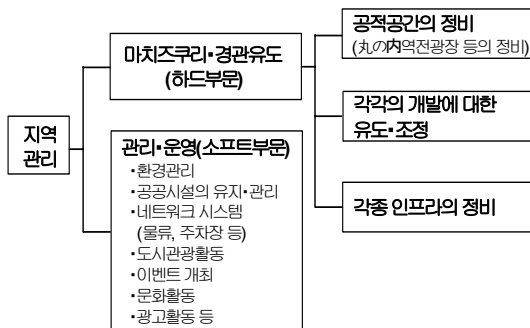 지역
관리
마치즈쿠리•경관유도
(하드부문)
관리•운영(소프트부문)
•환경관리
•공공시설의 유지•관리
•네트워크 시스템
(물류, 주차장 등)
•도시관광활동
•이벤트 개최
•문화활동
•광고활동 등
공적공간의 정비
(丸の内역전광장 등의 정비)
각각의 개발에 대한
유도•조정
각종 인프라의 정비